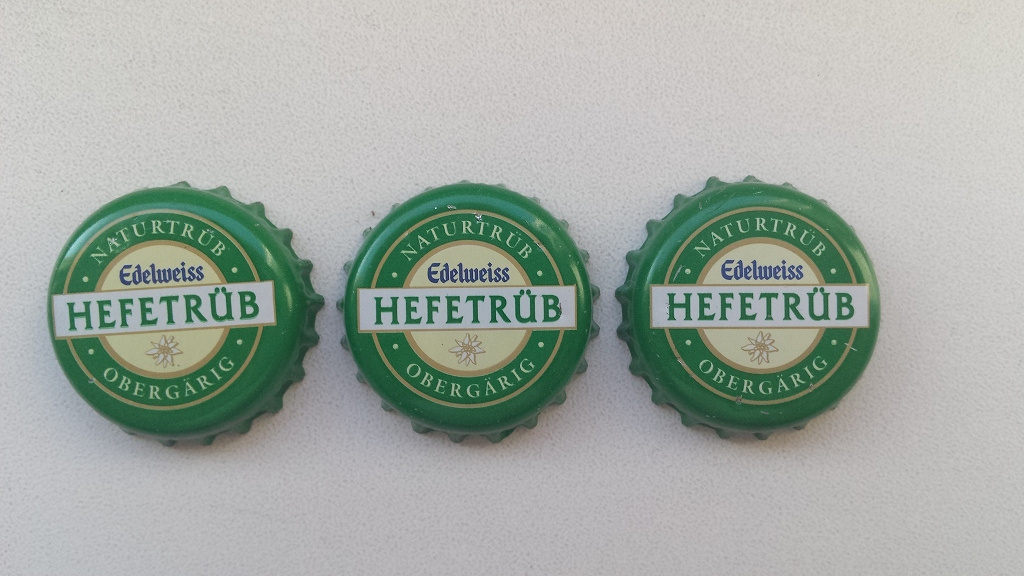 NATURTRÜB
Edelweiss
HEFETRÜB
OBERGÄRIG
NATURTRÜB
Edelweiss
HEFETRÜB
OBERGÄRIG
NATURTRÜB
Edelweiss
HEFETRÜB
OBERGÄRIG